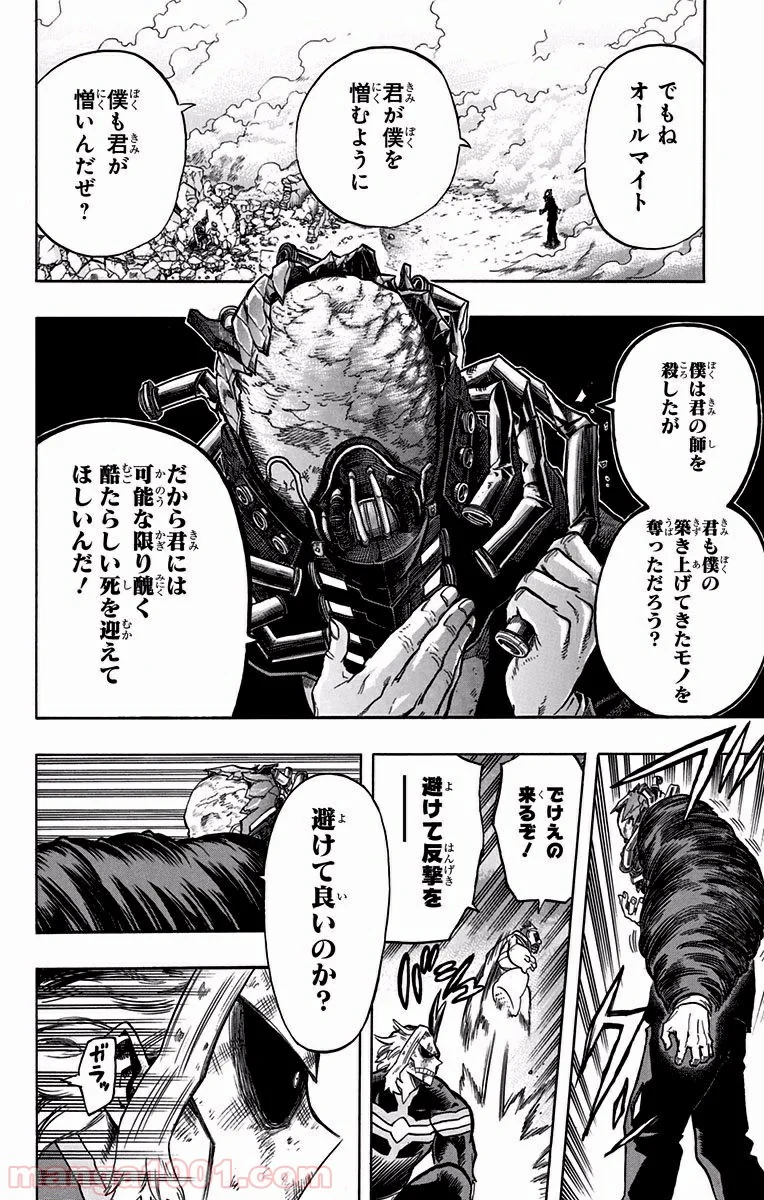 でもね
オールマイト
君が僕を
憎むように
僕も君が
憎いんだぜ?
僕は君の師を
殺したが
君も僕の
築き上げてきたモノを
奪っただろう?
だから君には
可能な限り醜く
酷たらしい死を迎えて
ほしいんだ!
でけえの
来るぞ!
避けて反撃を
――
避けて良いのか?
ガラッ
manga1001.com